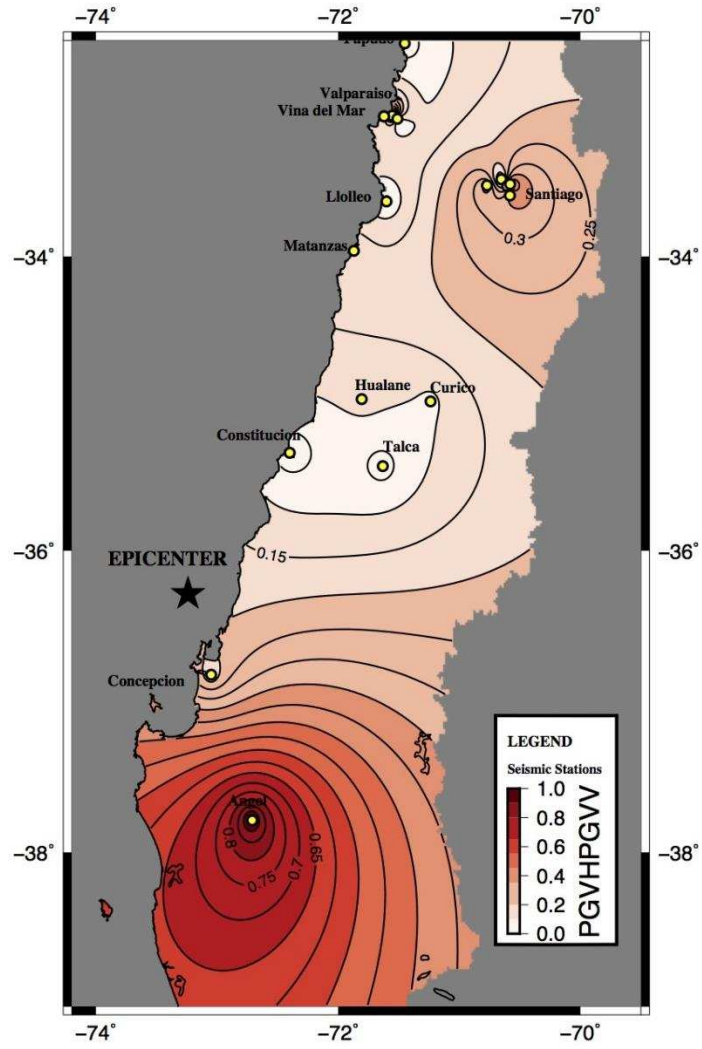 −74° −72° −70°
Papudo
Valparaiso
Vina del Mar
Santiago
Llolleo
0.25
0.3
Matanzas
−34° −34°
Hualane
Curico
Constitucion
Talca
−36° −36°
0.15
EPICENTER
Concepcion
LEGEND
Seismic Stations
1.0
0.8
0.6
0.4
0.2
0.0
PGVHPGVV
Angol
0.8
0.65
0.7
0.75
−38° −38°
−74° −72° −70°